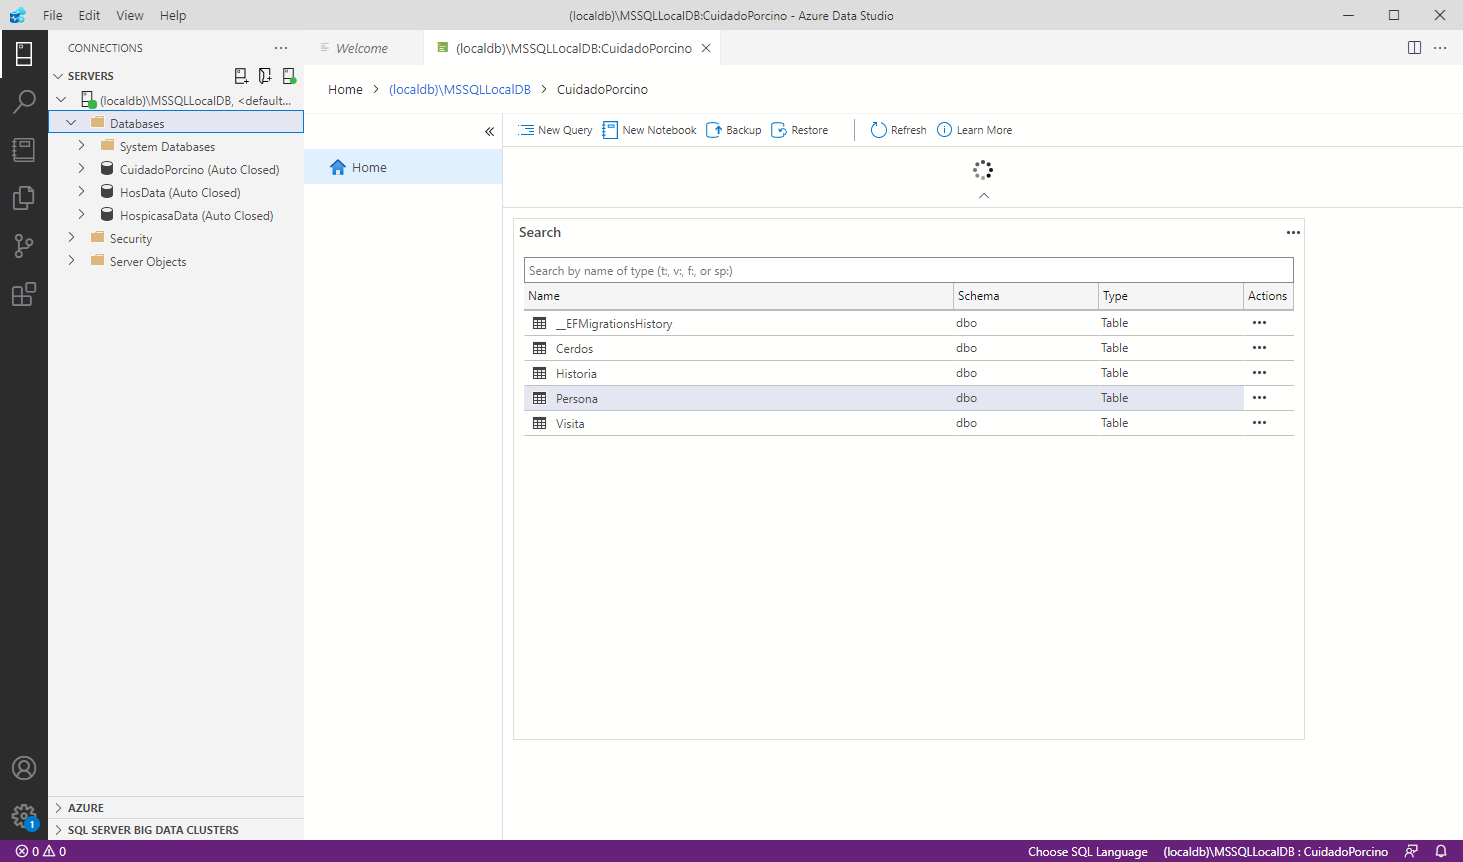 File Edit View Help
(localdb)\MSSQLLocalDB:CuidadoPorcino - Azure Data Studio
CONNECTIONS
Welcome
(localdb)\MSSQLLocalDB:CuidadoPorcino
SERVERS
(localdb)\MSSQLLocalDB, <default...
Databases
System Databases
CuidadoPorcino (Auto Closed)
HosData (Auto Closed)
HospicasaData (Auto Closed)
Security
Server Objects
AZURE
SQL SERVER BIG DATA CLUSTERS
Home > (localdb)\MSSQLLocalDB > CuidadoPorcino
Home
New Query New Notebook Backup Restore Refresh Learn More
Search
Search by name of type (t:, v:, f:, or sp:)
Name Schema Type Actions
__EFMigrationsHistory dbo Table
Cerdos dbo Table
Historia dbo Table
Persona dbo Table
Visita dbo Table
1
0 0
Choose SQL Language (localdb)\MSSQLLocalDB : CuidadoPorcino